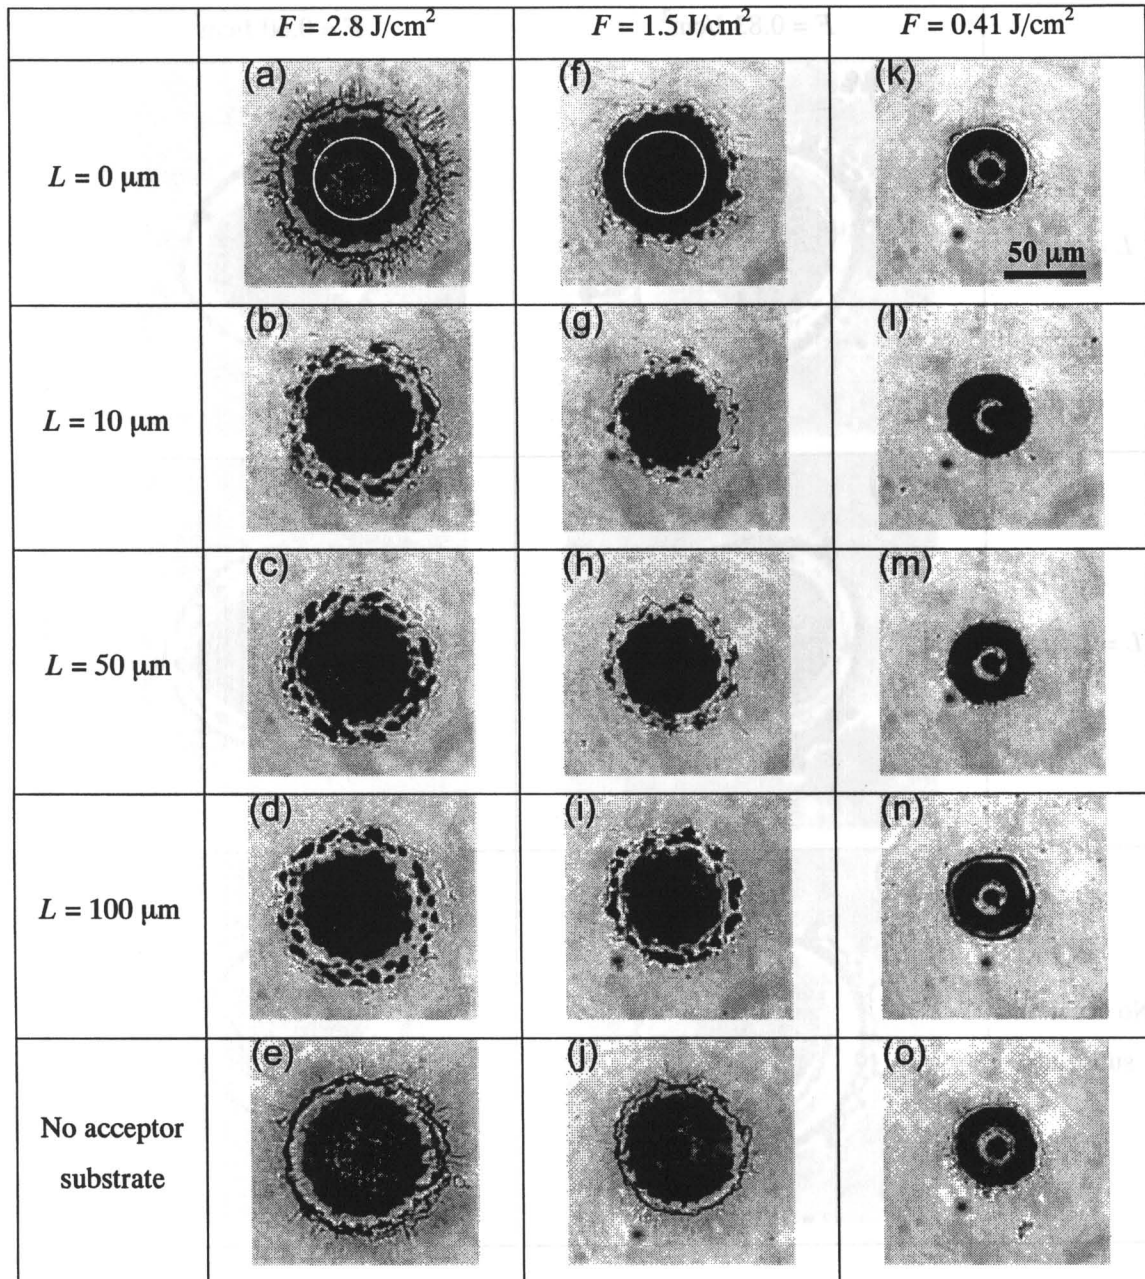 F = 2.8 J/cm² F = 1.5 J/cm² F = 0.41 J/cm²
L = 0 μm (a) (f) (k)
50 μm
L = 10 μm (b) (g) (l)
L = 50 μm (c) (h) (m)
L = 100 μm (d) (i) (n)
No acceptor
substrate (e) (j) (o)